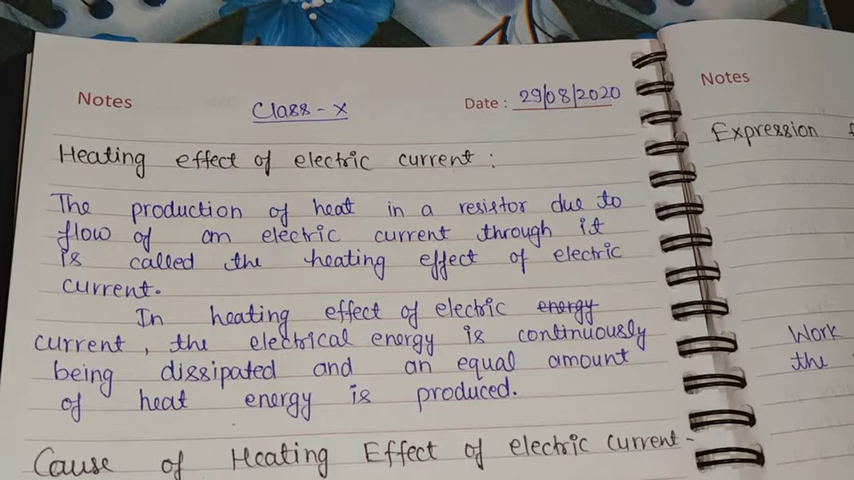 Notes
Class - X
Date : 29/08/2020
Heating effect of electric current :
The production of heat in a resistor due to
flow of an electric current through it
is called the heating effect of electric
current.
In heating effect of electric energy
current, the electrical energy is continuously
being dissipated and an equal amount
of heat energy is produced.
Cause of Heating Effect of electric current-
Notes
Expression
Work
the